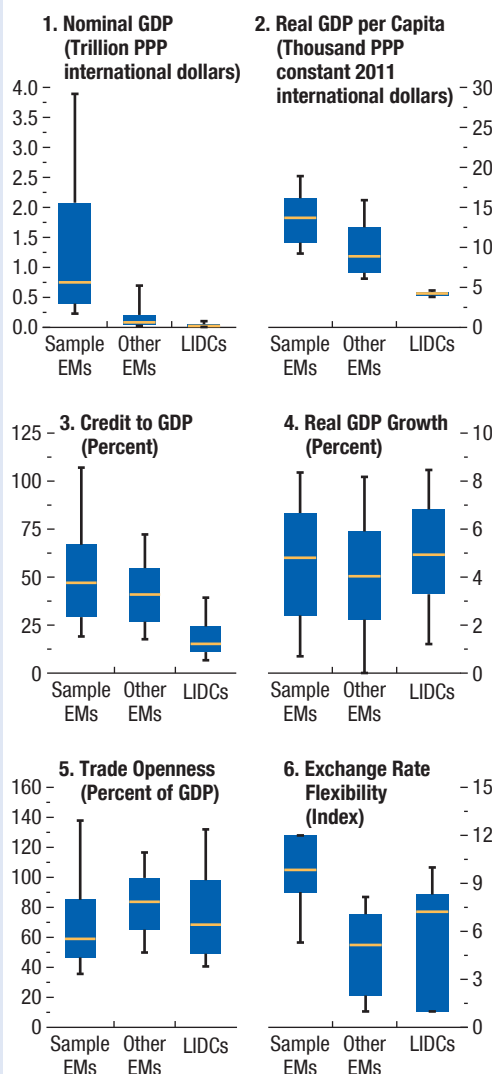 1. Nominal GDP
(Trillion PPP
international dollars)
4.0
3.5
3.0
2.5
2.0
1.5
1.0
0.5
0.0
Sample
EMs
Other
EMs
LIDCs
2. Real GDP per Capita
(Thousand PPP
constant 2011
international dollars)
30
25
20
15
10
5
0
Sample
EMs
Other
EMs
LIDCs
3. Credit to GDP
(Percent)
125
100
75
50
25
0
Sample
EMs
Other
EMs
LIDCs
4. Real GDP Growth
(Percent)
10
8
6
4
2
0
Sample
EMs
Other
EMs
LIDCs
5. Trade Openness
(Percent of GDP)
160
140
120
100
80
60
40
20
0
Sample
EMs
Other
EMs
LIDCs
6. Exchange Rate
Flexibility
(Index)
15
12
9
6
3
0
Sample
EMs
Other
EMs
LIDCs